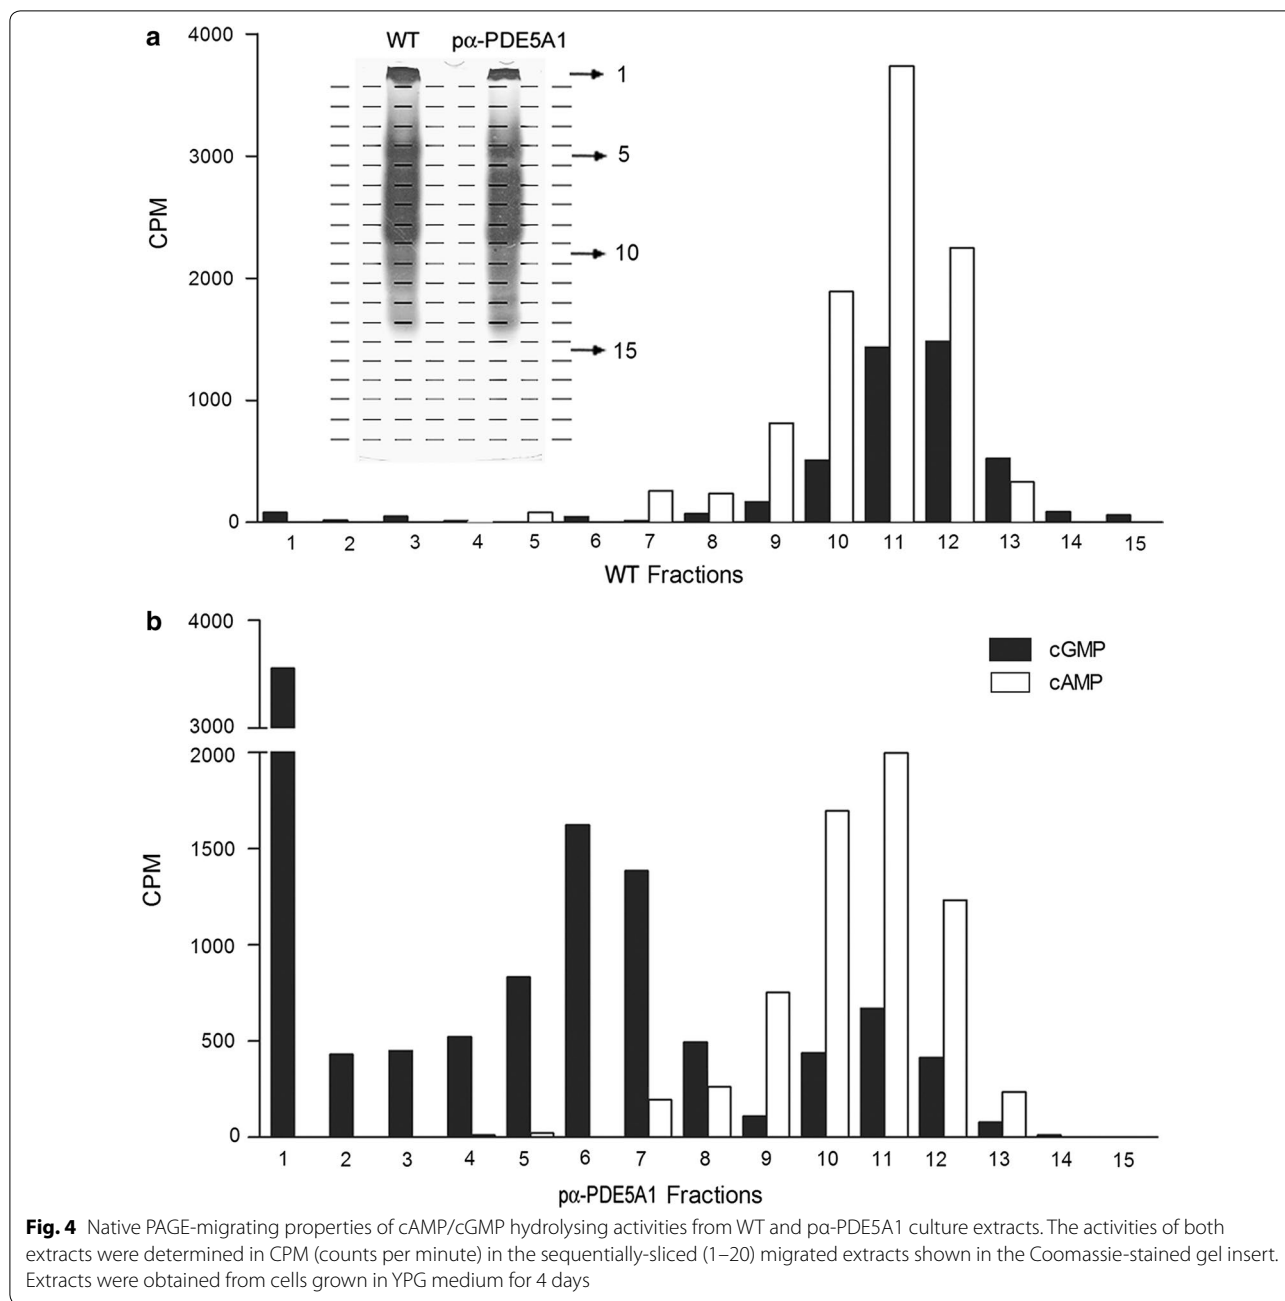 a
4000
3000
2000
1000
0
CPM
WT pα-PDE5A1
1
5
10
15
1 2 3 4 5 6 7 8 9 10 11 12 13 14 15
WT Fractions
b
4000
3000
2000
1500
1000
500
0
CPM
cGMP
cAMP
1 2 3 4 5 6 7 8 9 10 11 12 13 14 15
pα-PDE5A1 Fractions
Fig. 4 Native PAGE-migrating properties of cAMP/cGMP hydrolysing activities from WT and pα-PDE5A1 culture extracts. The activities of both
extracts were determined in CPM (counts per minute) in the sequentially-sliced (1–20) migrated extracts shown in the Coomassie-stained gel insert.
Extracts were obtained from cells grown in YPG medium for 4 days